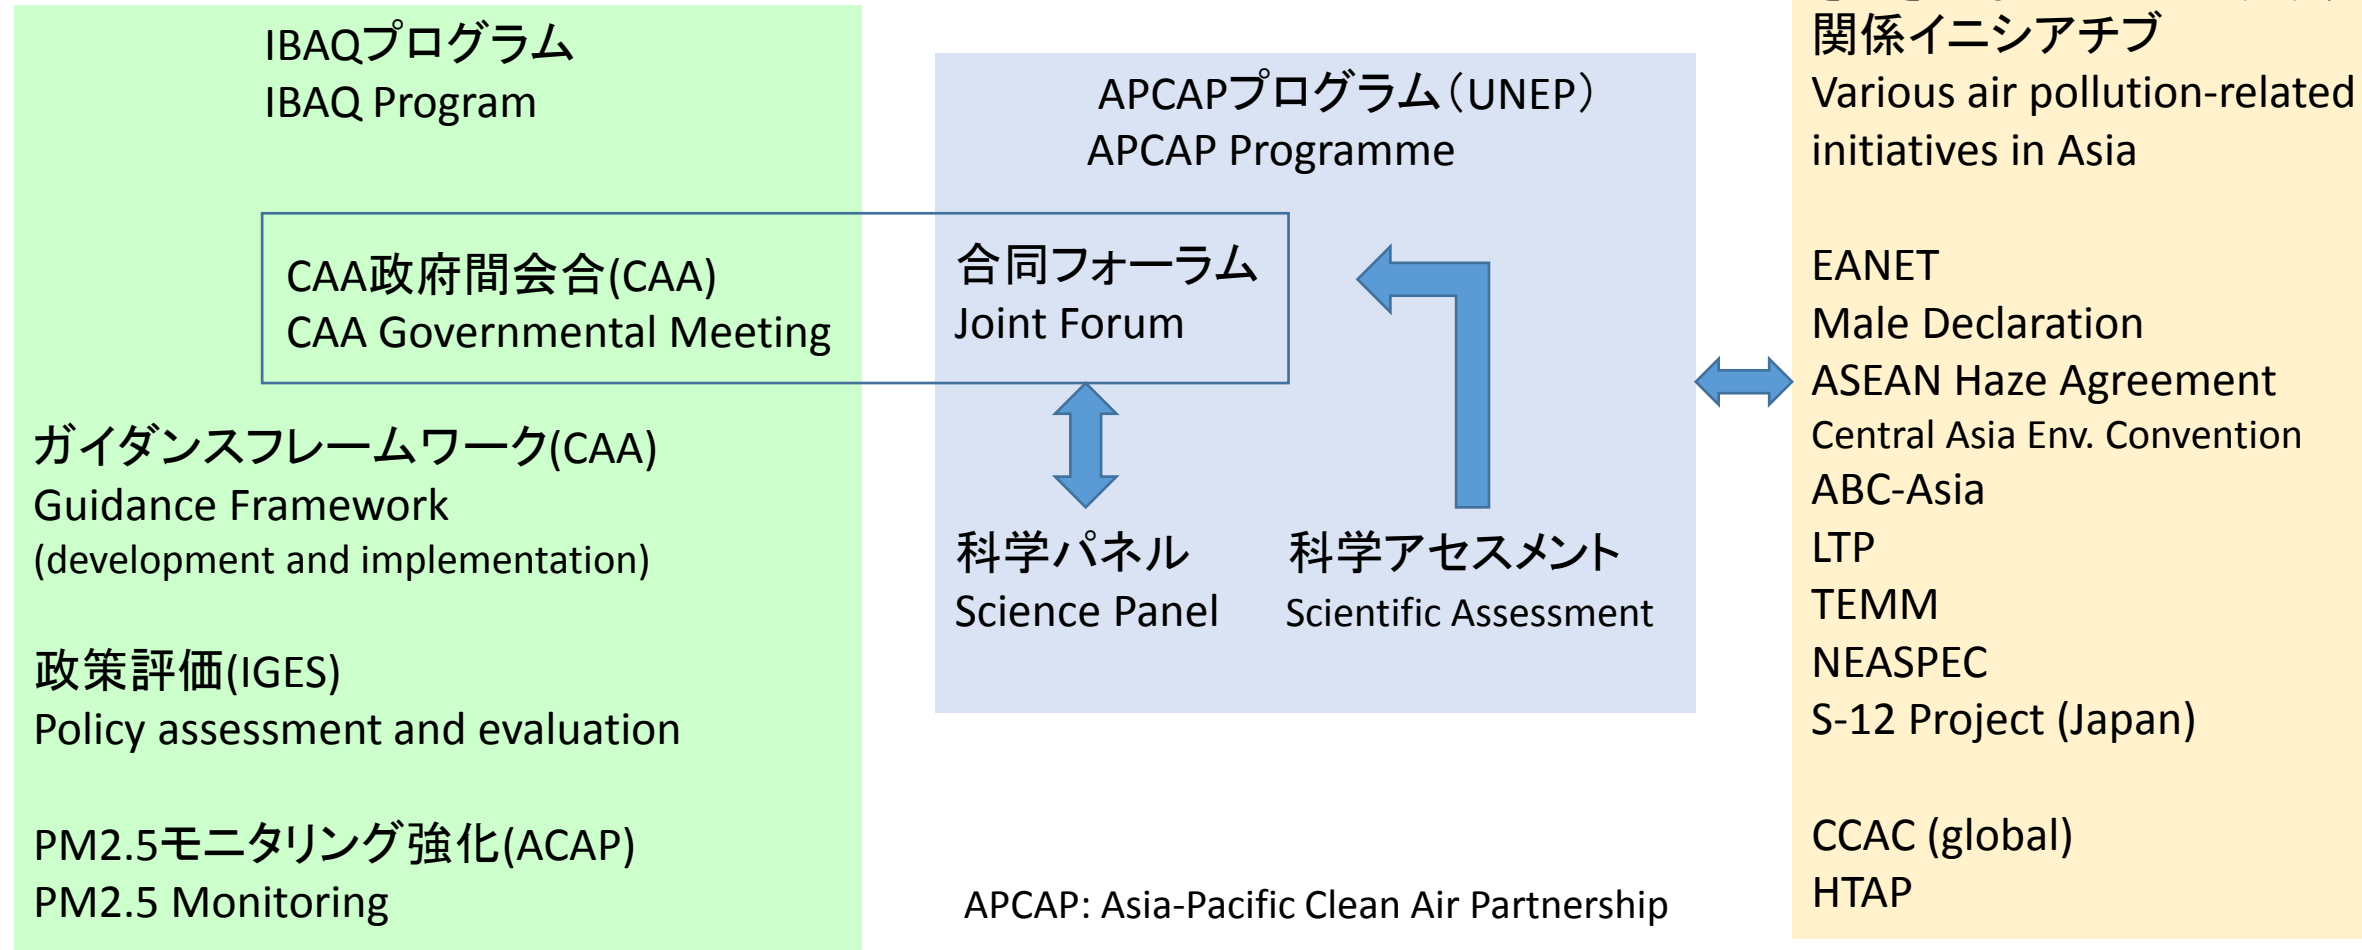 IBAQプログラム
IBAQ Program
CAA政府間会合(CAA)
CAA Governmental Meeting
ガイダンスフレームワーク(CAA)
Guidance Framework
(development and implementation)
政策評価(IGES)
Policy assessment and evaluation
PM2.5モニタリング強化(ACAP)
PM2.5 Monitoring
APCAPプログラム（UNEP）
APCAP Programme
合同フォーラム
Joint Forum
科学パネル
Science Panel
科学アセスメント
Scientific Assessment
APCAP: Asia-Pacific Clean Air Partnership
関係イニシアチブ
Various air pollution-related
initiatives in Asia
EANET
Male Declaration
ASEAN Haze Agreement
Central Asia Env. Convention
ABC-Asia
LTP
TEMM
NEASPEC
S-12 Project (Japan)
CCAC (global)
HTAP